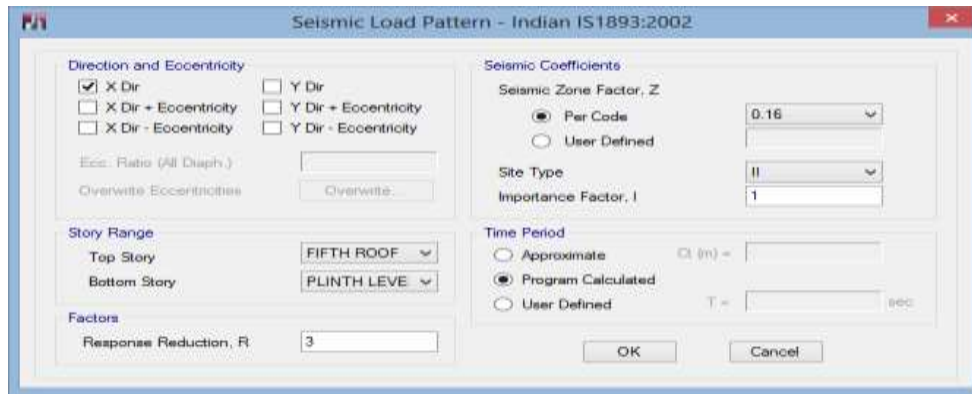 Seismic Load Pattern - Indian IS1893:2002
Direction and Eccentricity
X Dir
Y Dir
X Dir + Eccentricity
Y Dir + Eccentricity
X Dir - Eccentricity
Y Dir - Eccentricity
Ecc. Ratio (All Diaph.)
Overwrite Eccentricities
Overwrite...
Story Range
Top Story
FIFTH ROOF
Bottom Story
PLINTH LEVE
Factors
Response Reduction, R
3
Seismic Coefficients
Seismic Zone Factor, Z
Per Code
0.16
User Defined
Site Type
II
Importance Factor, I
1
Time Period
Approximate
Ct (m) =
Program Calculated
User Defined
T =
sec
OK
Cancel